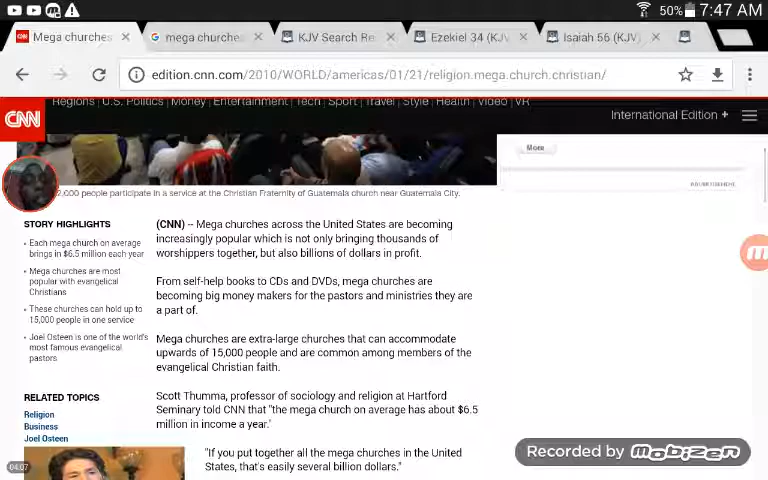 50% 7:47 AM
Mega churches
mega churches
KJV Search Re
Ezekiel 34 (KJV)
Isaiah 56 (KJV)
edition.cnn.com/2010/WORLD/americas/01/21/religion.mega.church.christian/
CNN
Regions U.S. Politics Money Entertainment Tech Sport Travel Style Health Video VR
International Edition +
More
ADVERTISEMENT
2,000 people participate in a service at the Christian Fraternity of Guatemala church near Guatemala City.
STORY HIGHLIGHTS
Each mega church on average
brings in $6.5 million each year
Mega churches are most
popular with evangelical
Christians
These churches can hold up to
15,000 people in one service
Joel Osteen is one of the world's
most famous evangelical
pastors
RELATED TOPICS
Religion
Business
Joel Osteen
(CNN) -- Mega churches across the United States are becoming
increasingly popular which is not only bringing thousands of
worshippers together, but also billions of dollars in profit.
From self-help books to CDs and DVDs, mega churches are
becoming big money makers for the pastors and ministries they are
a part of.
Mega churches are extra-large churches that can accommodate
upwards of 15,000 people and are common among members of the
evangelical Christian faith.
Scott Thumma, professor of sociology and religion at Hartford
Seminary told CNN that "the mega church on average has about $6.5
million in income a year."
"If you put together all the mega churches in the United
States, that's easily several billion dollars."
04:07
Recorded by MOBIZEN